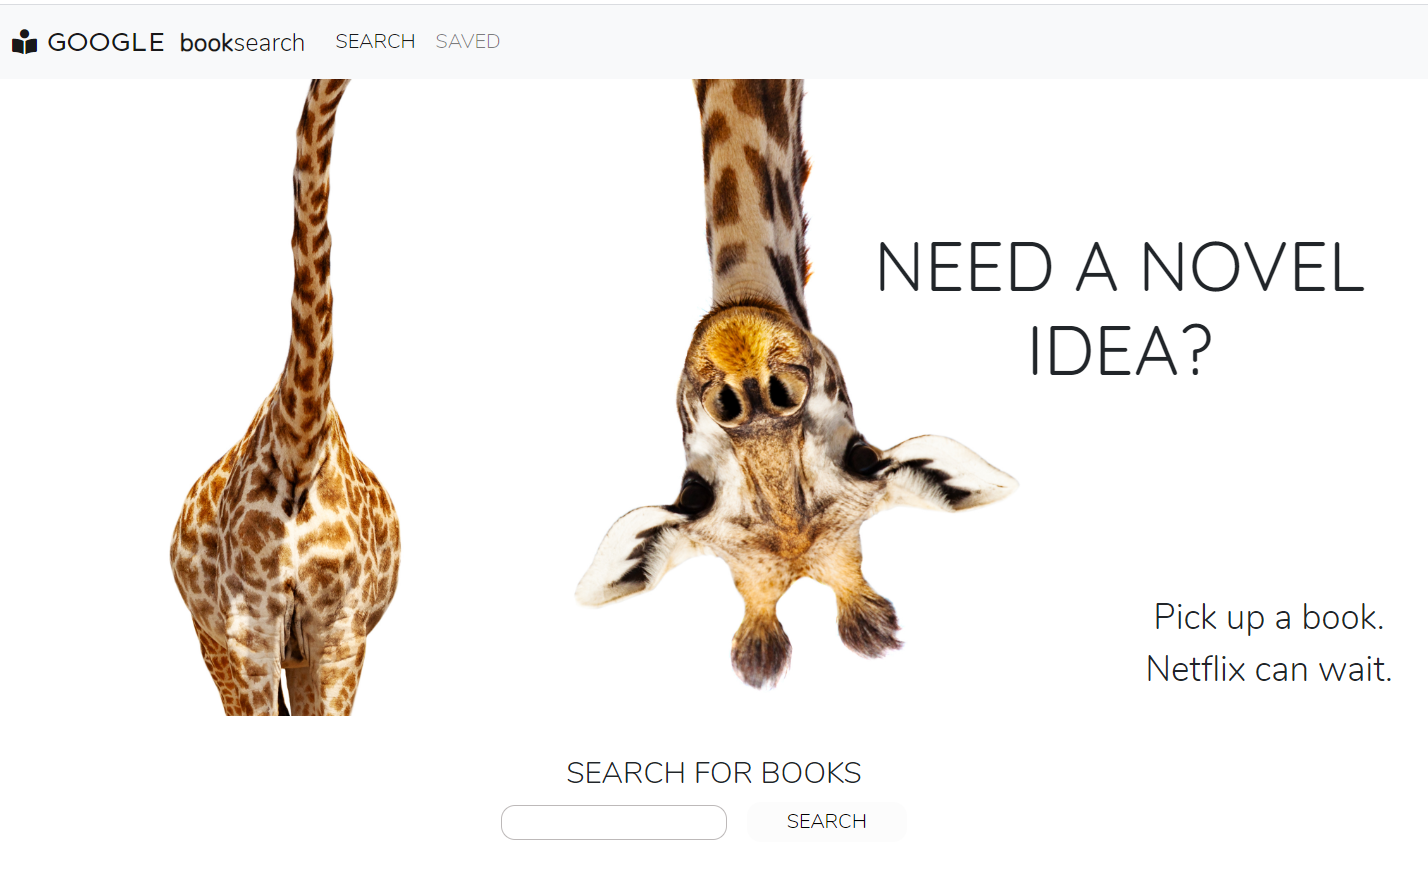 GOOGLE booksearch SEARCH SAVED
NEED A NOVEL
IDEA?
Pick up a book.
Netflix can wait.
SEARCH FOR BOOKS
SEARCH